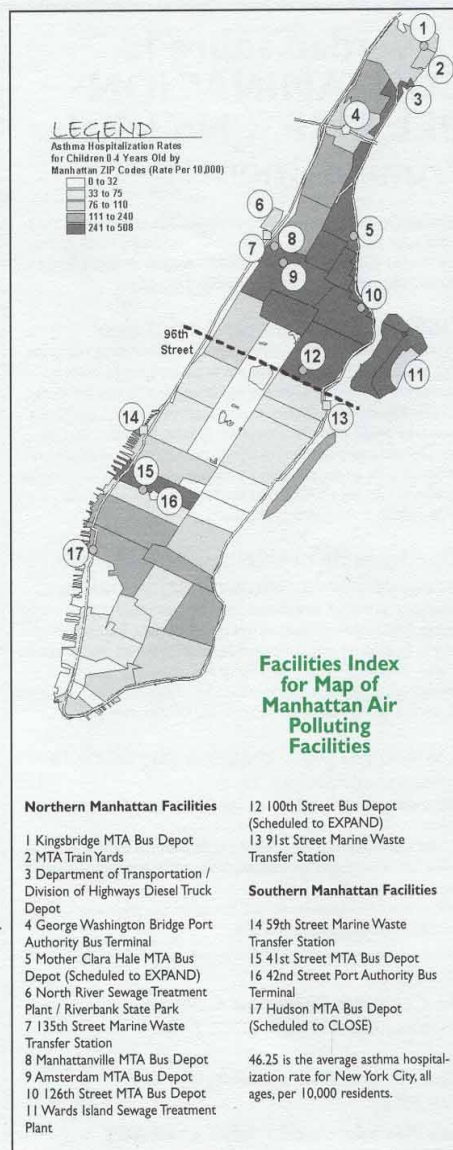 1
2
3
4
LEGEND
Asthma Hospitalization Rates
for Children 0-4 Years Old by
Manhattan ZIP Codes (Rate Per 10,000)
0 to 32
33 to 75
76 to 110
111 to 240
241 to 508
6
7
8
5
9
10
96th
Street
12
11
13
14
15
16
17
Facilities Index
for Map of
Manhattan Air
Polluting
Facilities
Northern Manhattan Facilities
1 Kingsbridge MTA Bus Depot
2 MTA Train Yards
3 Department of Transportation /
Division of Highways Diesel Truck
Depot
4 George Washington Bridge Port
Authority Bus Terminal
5 Mother Clara Hale MTA Bus
Depot (Scheduled to EXPAND)
6 North River Sewage Treatment
Plant / Riverbank State Park
7 135th Street Marine Waste
Transfer Station
8 Manhattanville MTA Bus Depot
9 Amsterdam MTA Bus Depot
10 126th Street MTA Bus Depot
11 Wards Island Sewage Treatment
Plant
12 100th Street Bus Depot
(Scheduled to EXPAND)
13 91st Street Marine Waste
Transfer Station
Southern Manhattan Facilities
14 59th Street Marine Waste
Transfer Station
15 41st Street MTA Bus Depot
16 42nd Street Port Authority Bus
Terminal
17 Hudson MTA Bus Depot
(Scheduled to CLOSE)
46.25 is the average asthma hospital-
ization rate for New York City, all
ages, per 10,000 residents.